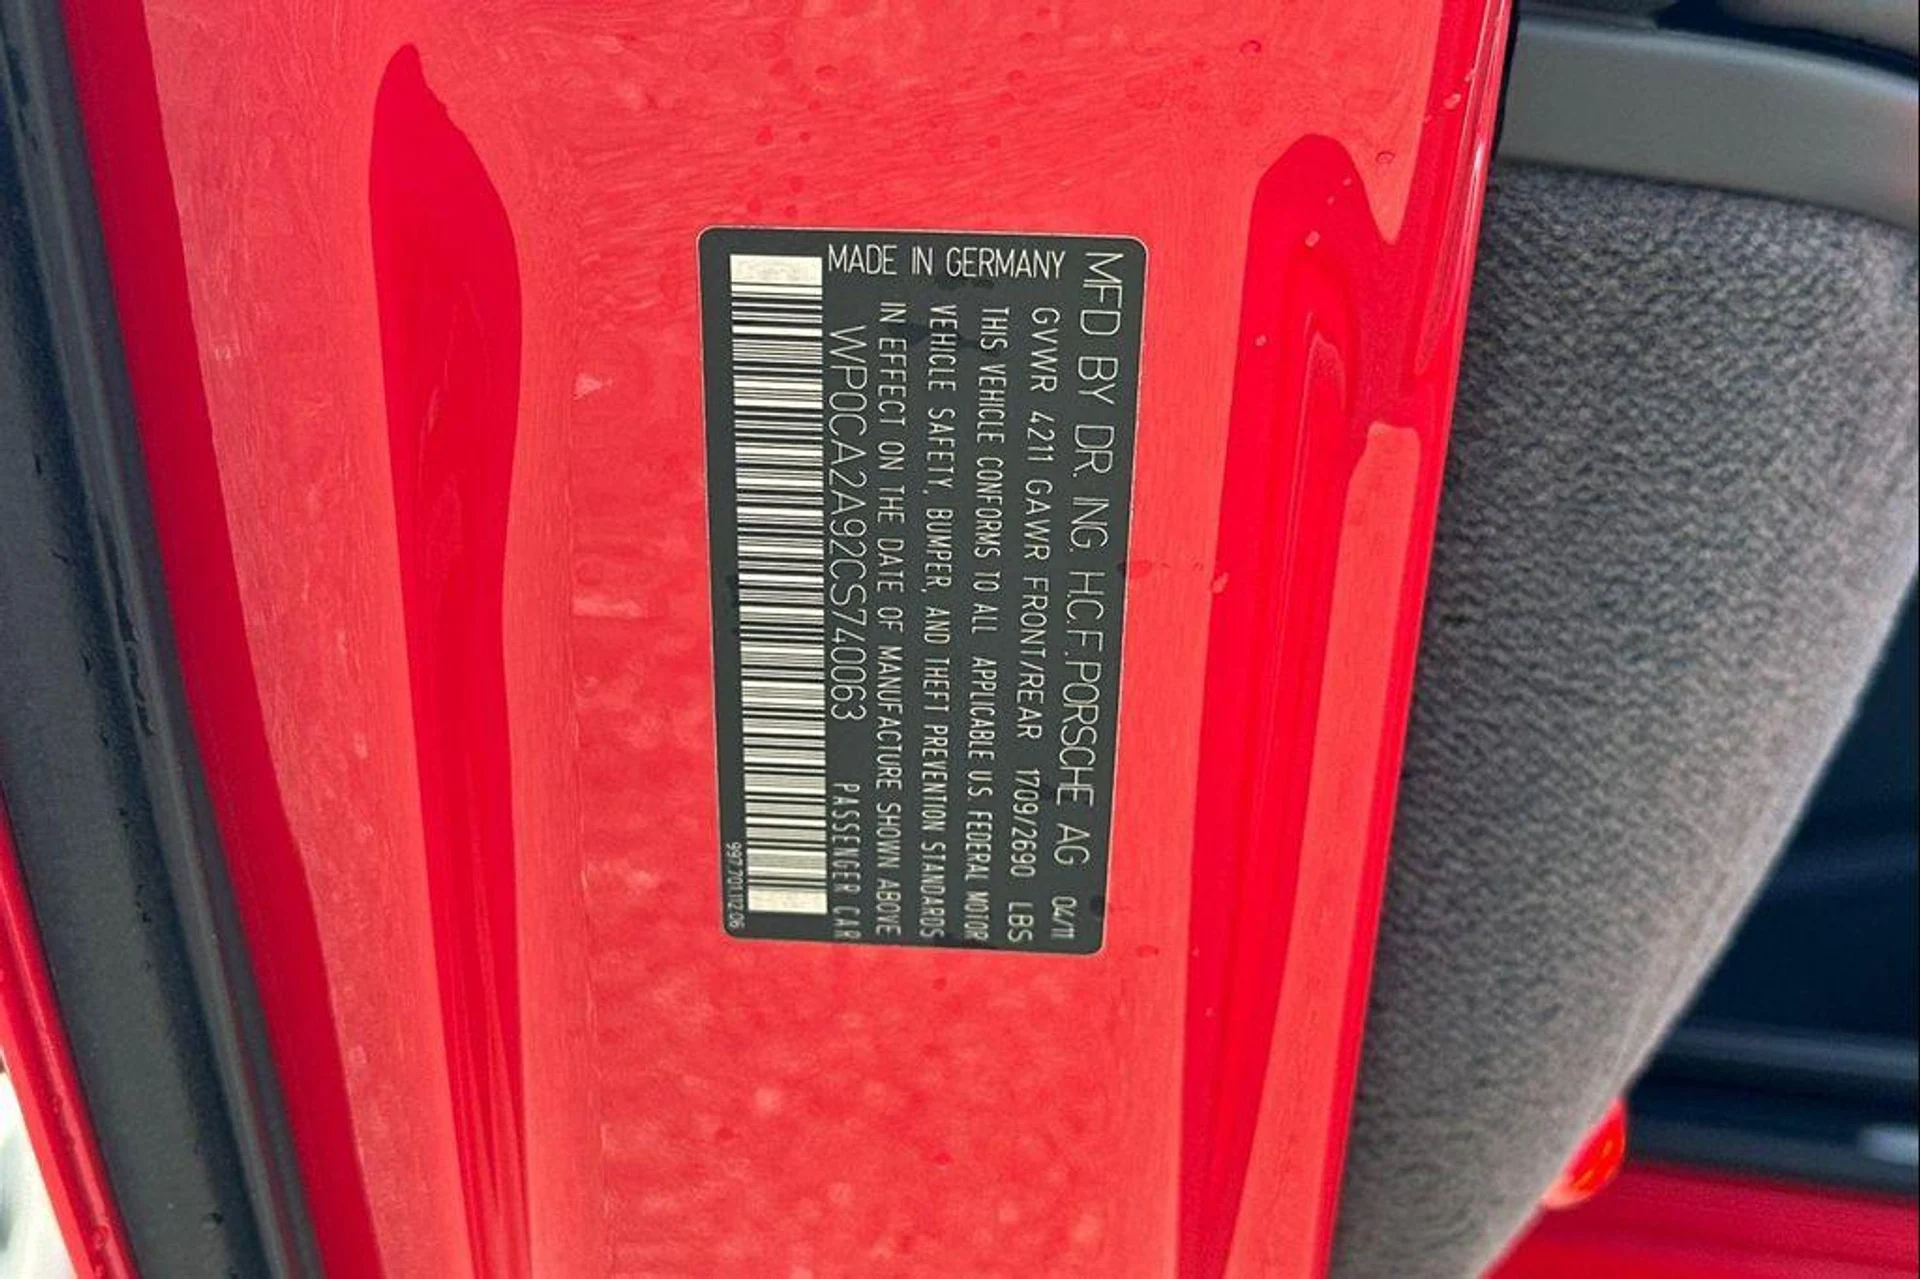 MFD BY DR. ING. H.C.F.PORSCHE AG 04/11
GVWR 4211 GAWR FRONT/REAR 1709/2690 LBS
THIS VEHICLE CONFORMS TO ALL APPLICABLE U.S. FEDERAL MOTOR
VEHICLE SAFETY, BUMPER, AND THEFT PREVENTION STANDARDS
IN EFFECT ON THE DATE OF MANUFACTURE SHOWN ABOVE
WP0CA2A92CS740063 PASSENGER CAR
MADE IN GERMANY
997.701.112.06